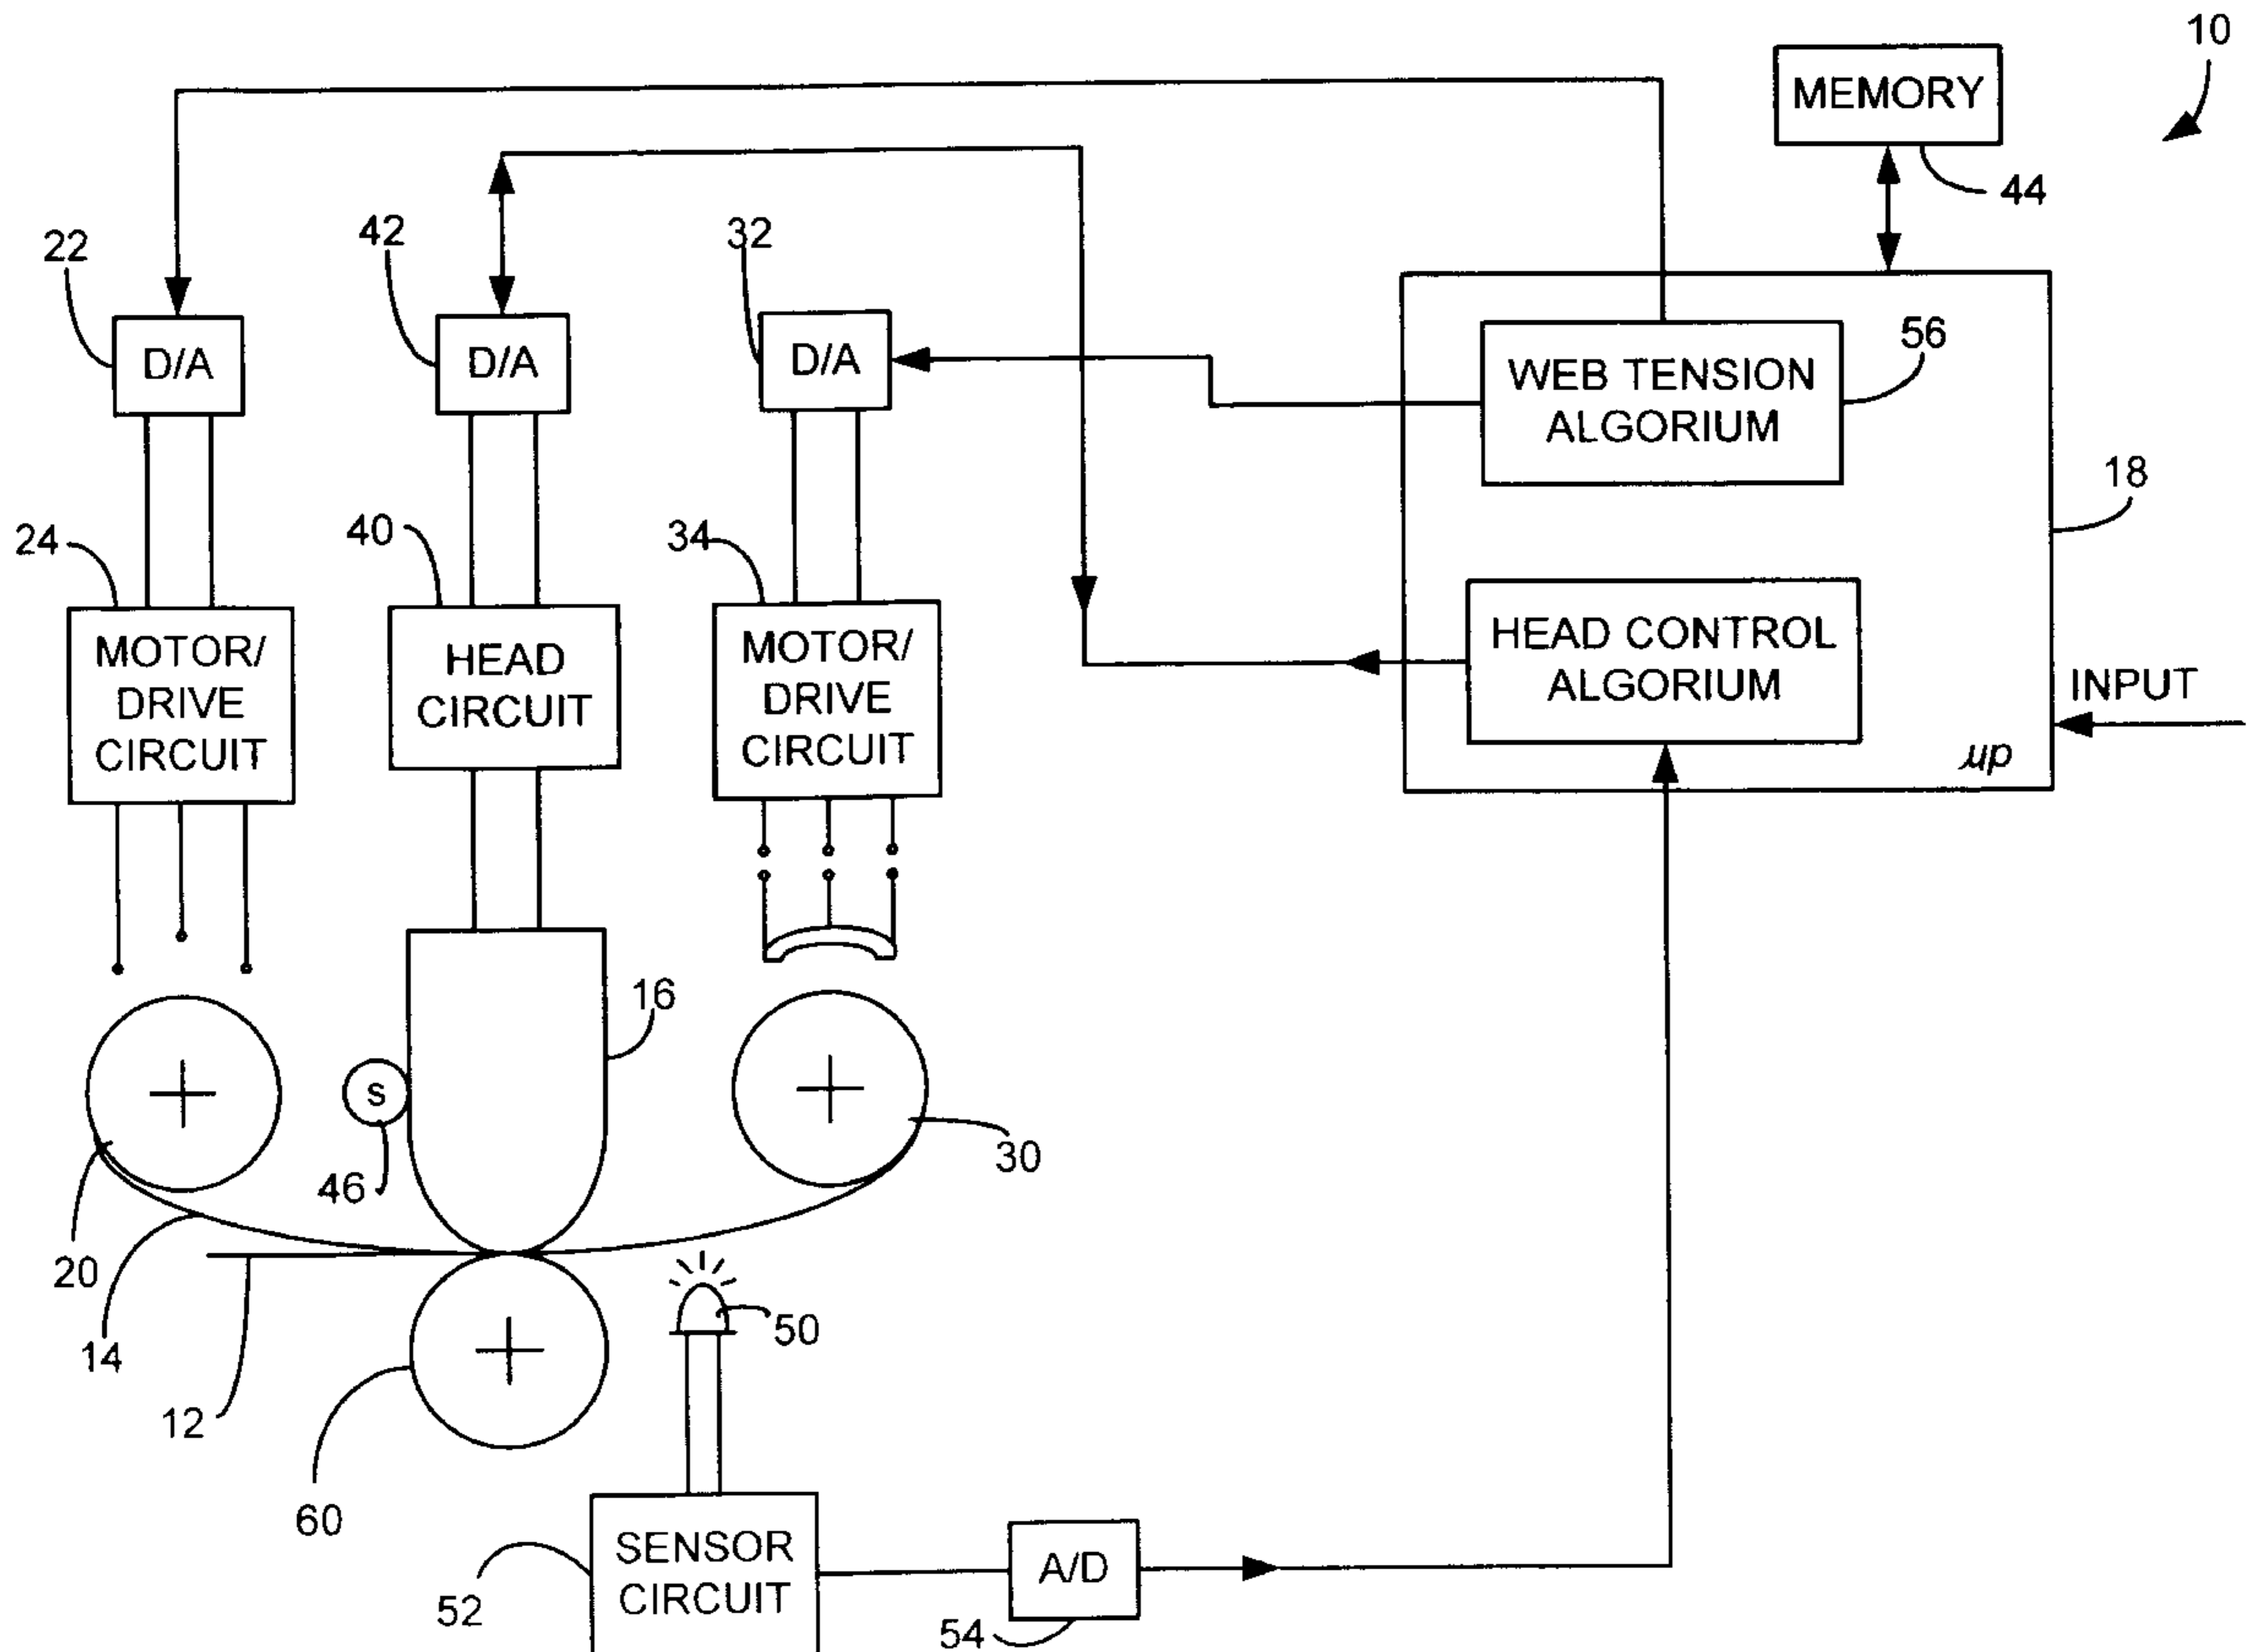 10
MEMORY
44
22
42
32
D/A
D/A
D/A
WEB TENSION
ALGORIUM
56
18
24
40
34
MOTOR/
DRIVE
CIRCUIT
HEAD
CIRCUIT
MOTOR/
DRIVE
CIRCUIT
HEAD CONTROL
ALGORIUM
μp
INPUT
16
S
46
30
20
14
12
50
60
SENSOR
CIRCUIT
52
A/D
54